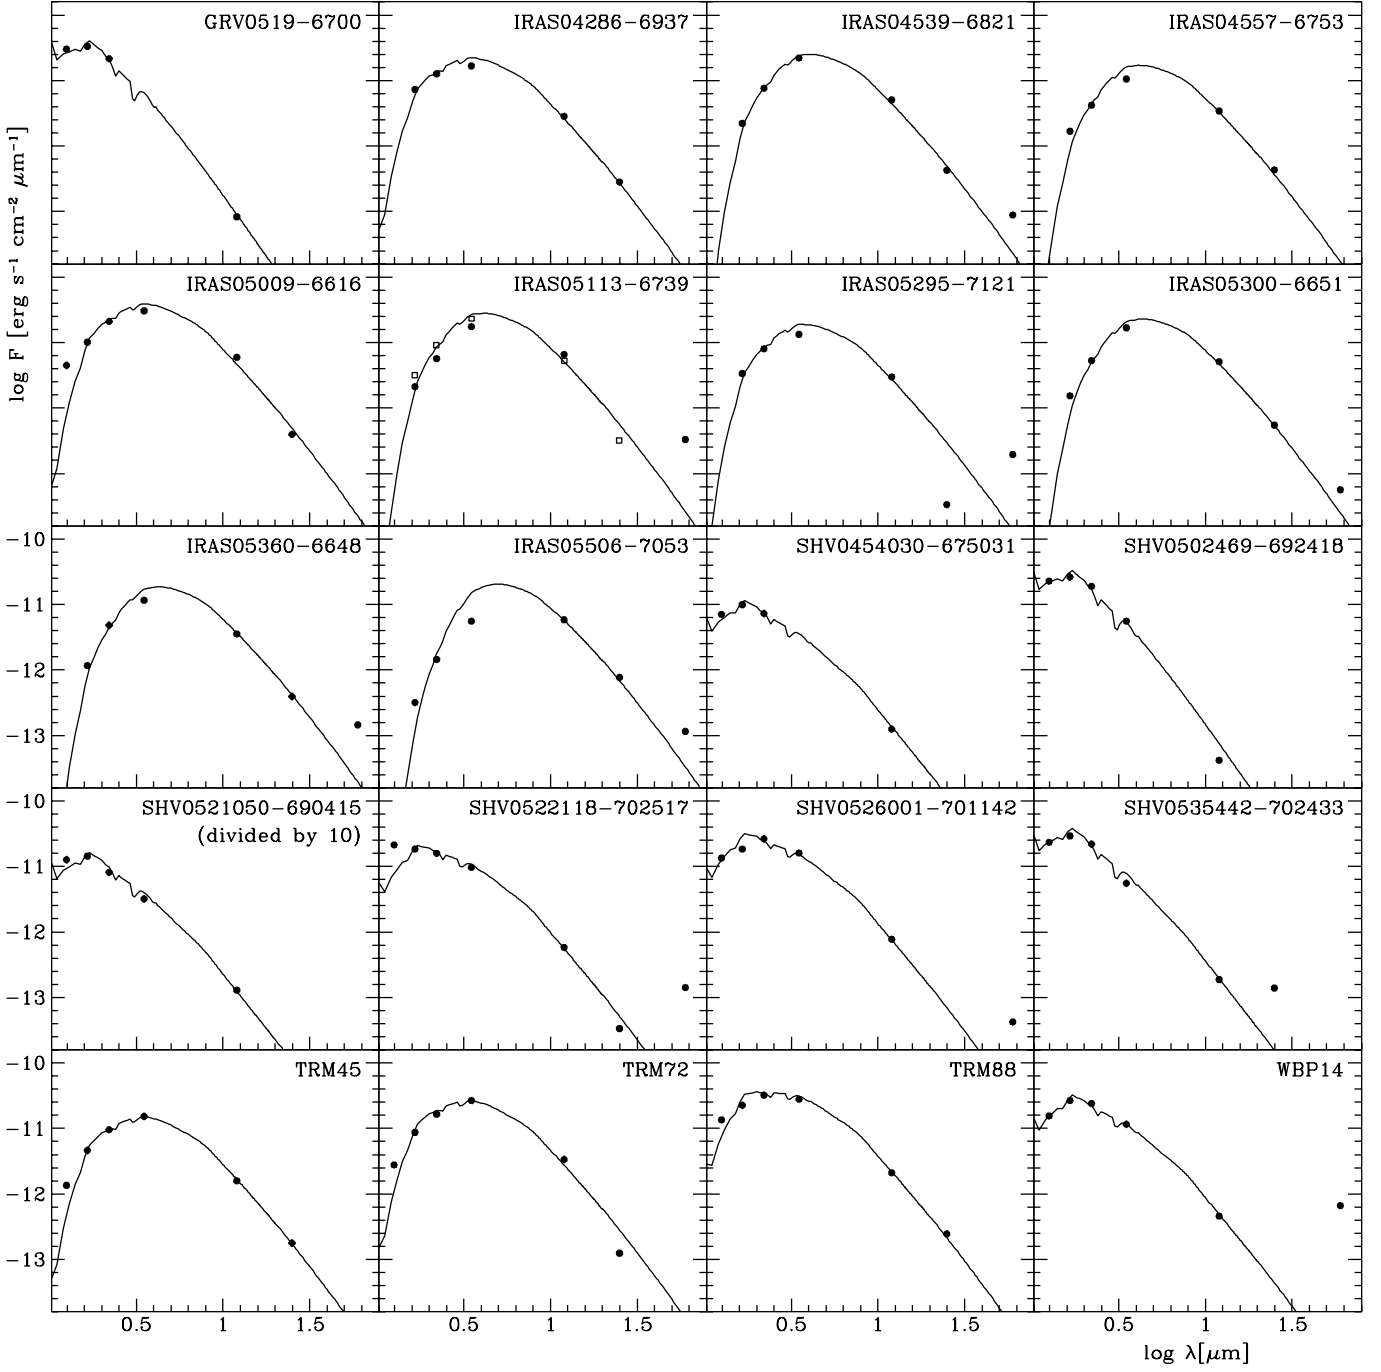 GRV0519−6700
IRAS04286−6937
IRAS04539−6821
IRAS04557−6753
log F [erg s⁻¹ cm⁻² μm⁻¹]
IRAS05009−6616
IRAS05113−6739
IRAS05295−7121
IRAS05300−6651
IRAS05360−6648
IRAS05506−7053
SHV0454030−675031
SHV0502469−692418
−10
−11
−12
−13
SHV0521050−690415
(divided by 10)
SHV0522118−702517
SHV0526001−701142
SHV0535442−702433
−10
−11
−12
−13
TRM45
TRM72
TRM88
WBP14
−10
−11
−12
−13
0.5 1 1.5
0.5 1 1.5
0.5 1 1.5
0.5 1 1.5
log λ[μm]